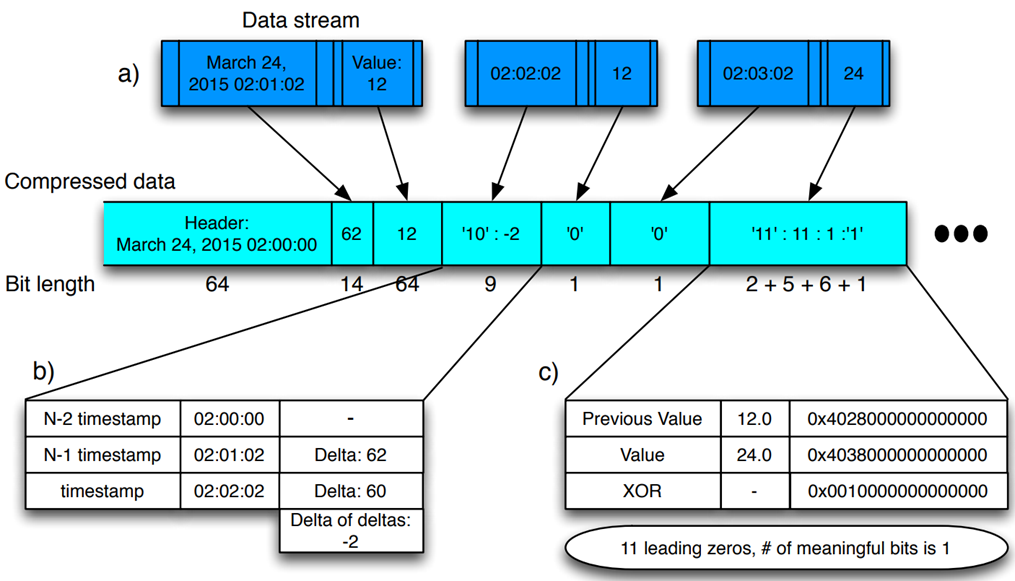 Data stream
a)
March 24,
2015 02:01:02
Value:
12
02:02:02
12
02:03:02
24
Compressed data
Header:
March 24, 2015 02:00:00
62
12
'10' : -2
'0'
'0'
'11' : 11 : 1 :'1'
Bit length
64
14
64
9
1
1
2 + 5 + 6 + 1
b)
N-2 timestamp 02:00:00 -
N-1 timestamp 02:01:02 Delta: 62
timestamp 02:02:02 Delta: 60
Delta of deltas:
-2
c)
Previous Value 12.0 0x4028000000000000
Value 24.0 0x4038000000000000
XOR - 0x0010000000000000
11 leading zeros, # of meaningful bits is 1